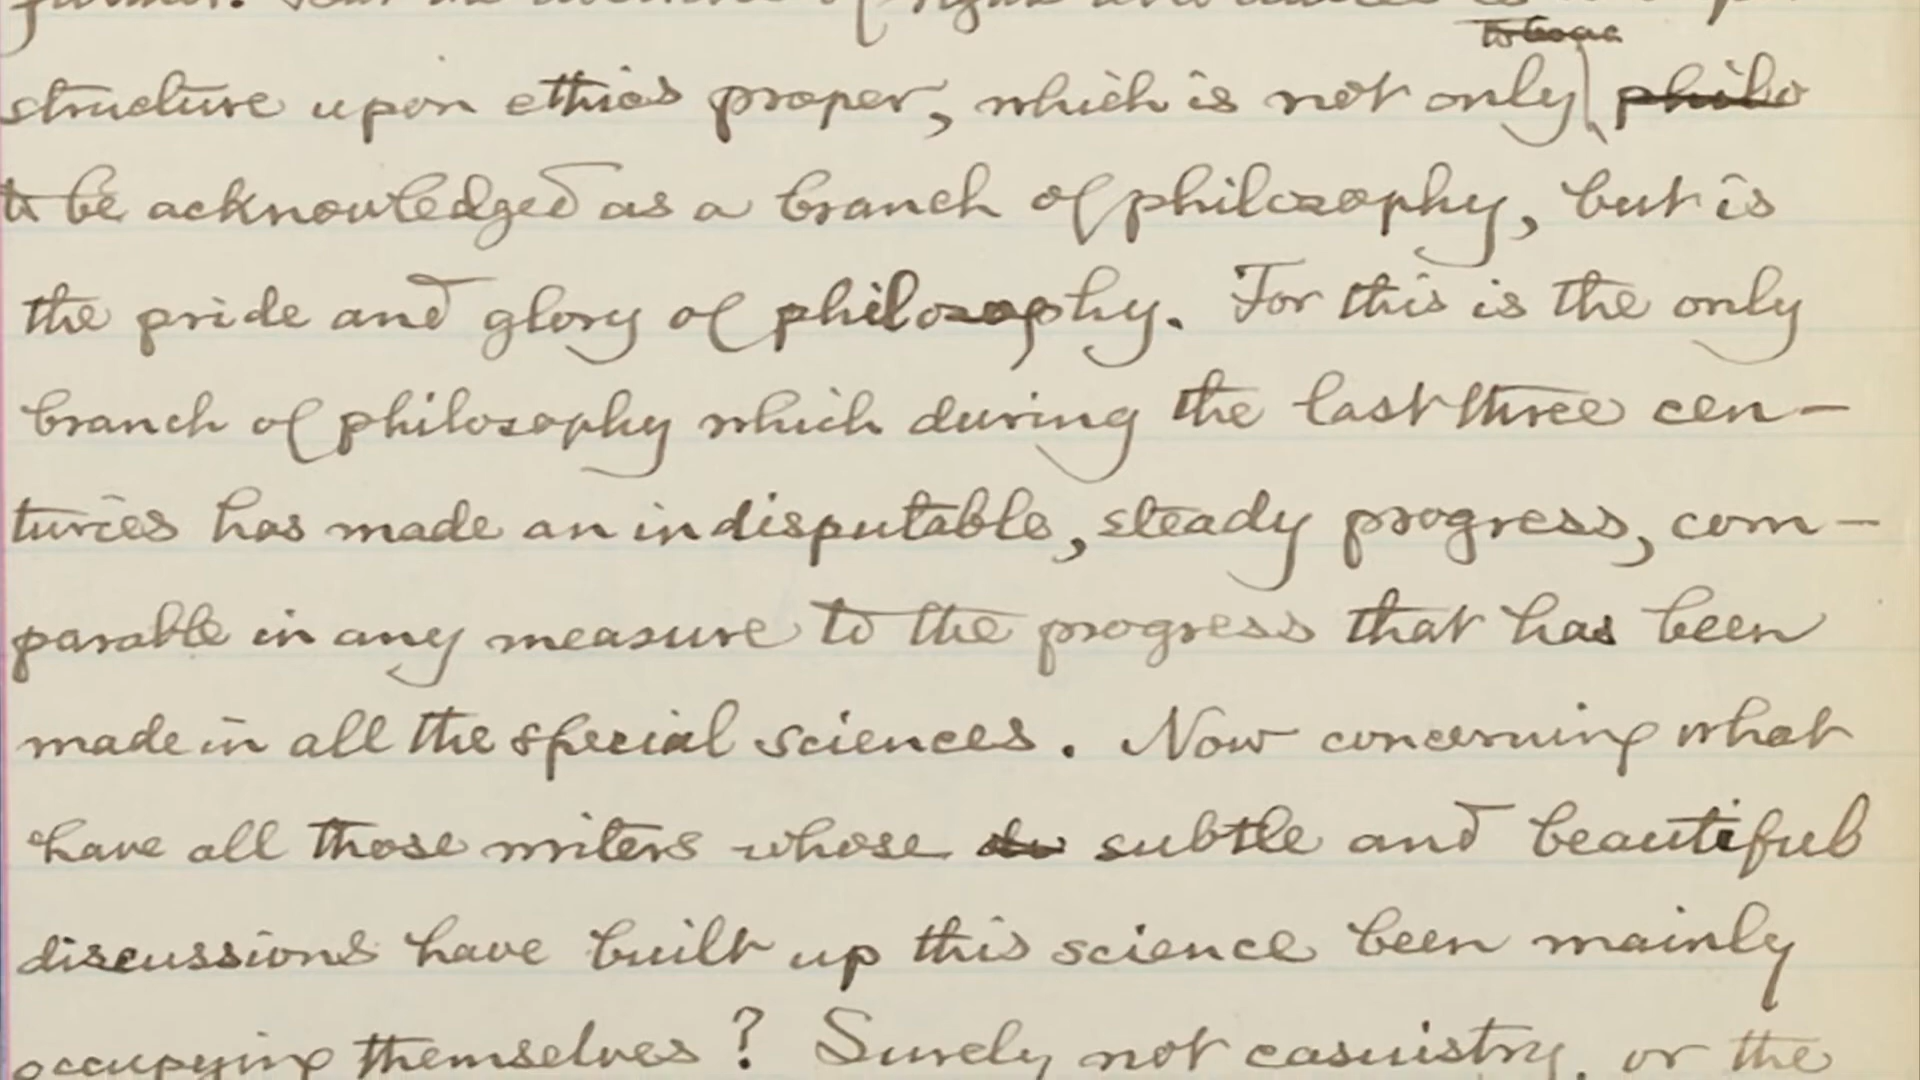 structure upon ethics proper, which is not only philo
to be acknowledged as a branch of philosophy, but is
the pride and glory of philosophy. For this is the only
branch of philosophy which during the last three cen-
turies has made an indisputable, steady progress, com-
parable in any measure to the progress that has been
made in all the special sciences. Now concerning what
have all those writers whose subtle and beautiful
discussions have built up this science been mainly
occupying themselves? Surely not casuistry, or the